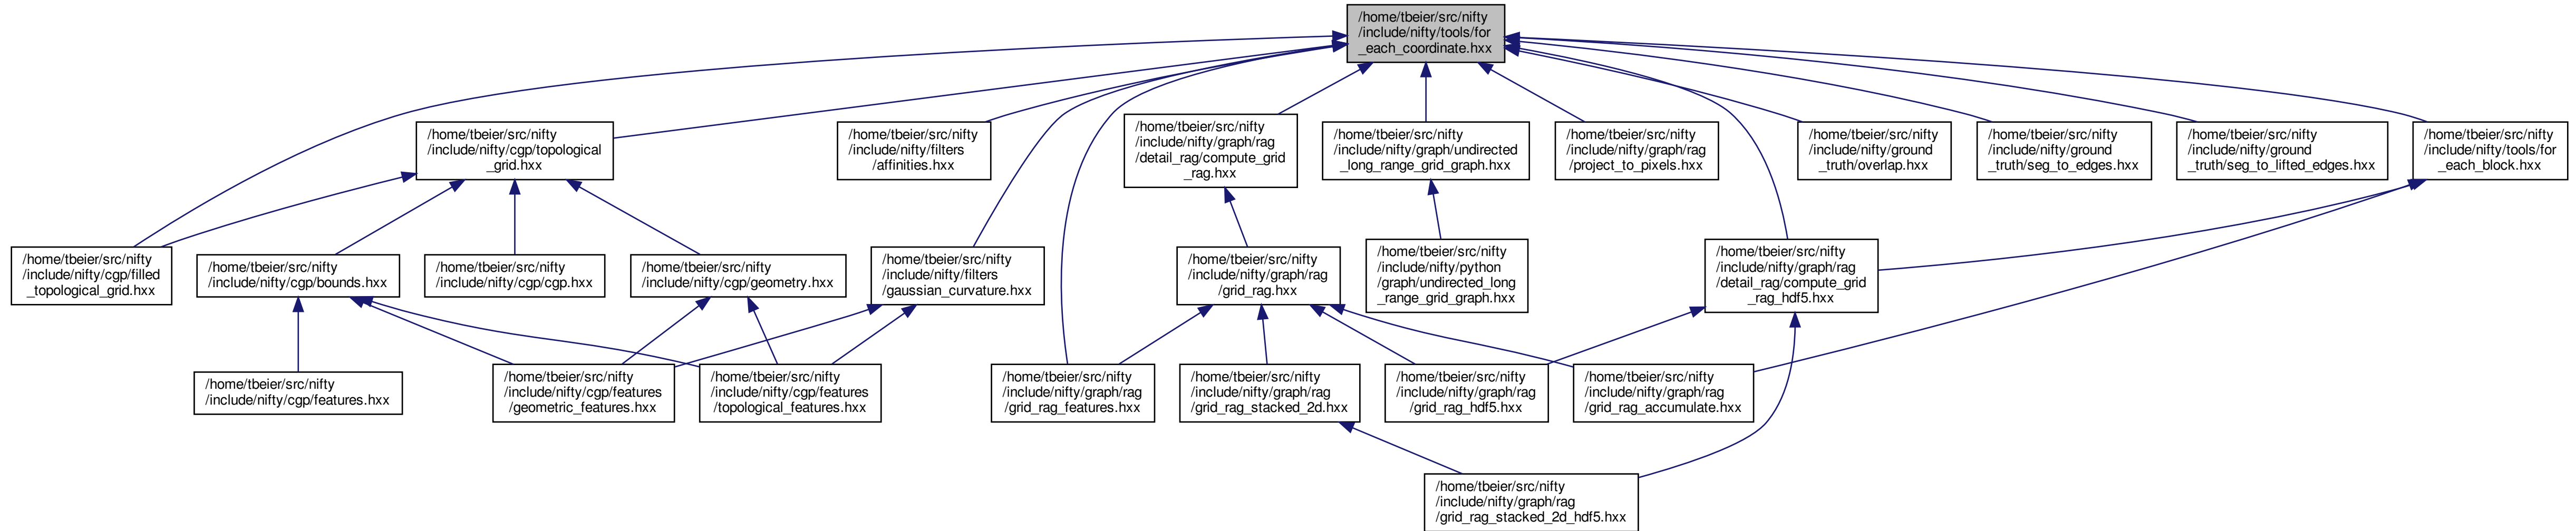 /home/tbeier/src/nifty
/include/nifty/tools/for
_each_coordinate.hxx
/home/tbeier/src/nifty
/include/nifty/cgp/topological
_grid.hxx
/home/tbeier/src/nifty
/include/nifty/filters
/affinities.hxx
/home/tbeier/src/nifty
/include/nifty/graph/rag
/detail_rag/compute_grid
_rag.hxx
/home/tbeier/src/nifty
/include/nifty/graph/undirected
_long_range_grid_graph.hxx
/home/tbeier/src/nifty
/include/nifty/graph/rag
/project_to_pixels.hxx
/home/tbeier/src/nifty
/include/nifty/ground
_truth/overlap.hxx
/home/tbeier/src/nifty
/include/nifty/ground
_truth/seg_to_edges.hxx
/home/tbeier/src/nifty
/include/nifty/ground
_truth/seg_to_lifted_edges.hxx
/home/tbeier/src/nifty
/include/nifty/tools/for
_each_block.hxx
/home/tbeier/src/nifty
/include/nifty/cgp/filled
_topological_grid.hxx
/home/tbeier/src/nifty
/include/nifty/cgp/bounds.hxx
/home/tbeier/src/nifty
/include/nifty/cgp/cgp.hxx
/home/tbeier/src/nifty
/include/nifty/cgp/geometry.hxx
/home/tbeier/src/nifty
/include/nifty/filters
/gaussian_curvature.hxx
/home/tbeier/src/nifty
/include/nifty/graph/rag
/grid_rag.hxx
/home/tbeier/src/nifty
/include/nifty/python
/graph/undirected_long
_range_grid_graph.hxx
/home/tbeier/src/nifty
/include/nifty/graph/rag
/detail_rag/compute_grid
_rag_hdf5.hxx
/home/tbeier/src/nifty
/include/nifty/cgp/features.hxx
/home/tbeier/src/nifty
/include/nifty/cgp/features
/geometric_features.hxx
/home/tbeier/src/nifty
/include/nifty/cgp/features
/topological_features.hxx
/home/tbeier/src/nifty
/include/nifty/graph/rag
/grid_rag_features.hxx
/home/tbeier/src/nifty
/include/nifty/graph/rag
/grid_rag_stacked_2d.hxx
/home/tbeier/src/nifty
/include/nifty/graph/rag
/grid_rag_hdf5.hxx
/home/tbeier/src/nifty
/include/nifty/graph/rag
/grid_rag_accumulate.hxx
/home/tbeier/src/nifty
/include/nifty/graph/rag
/grid_rag_stacked_2d_hdf5.hxx